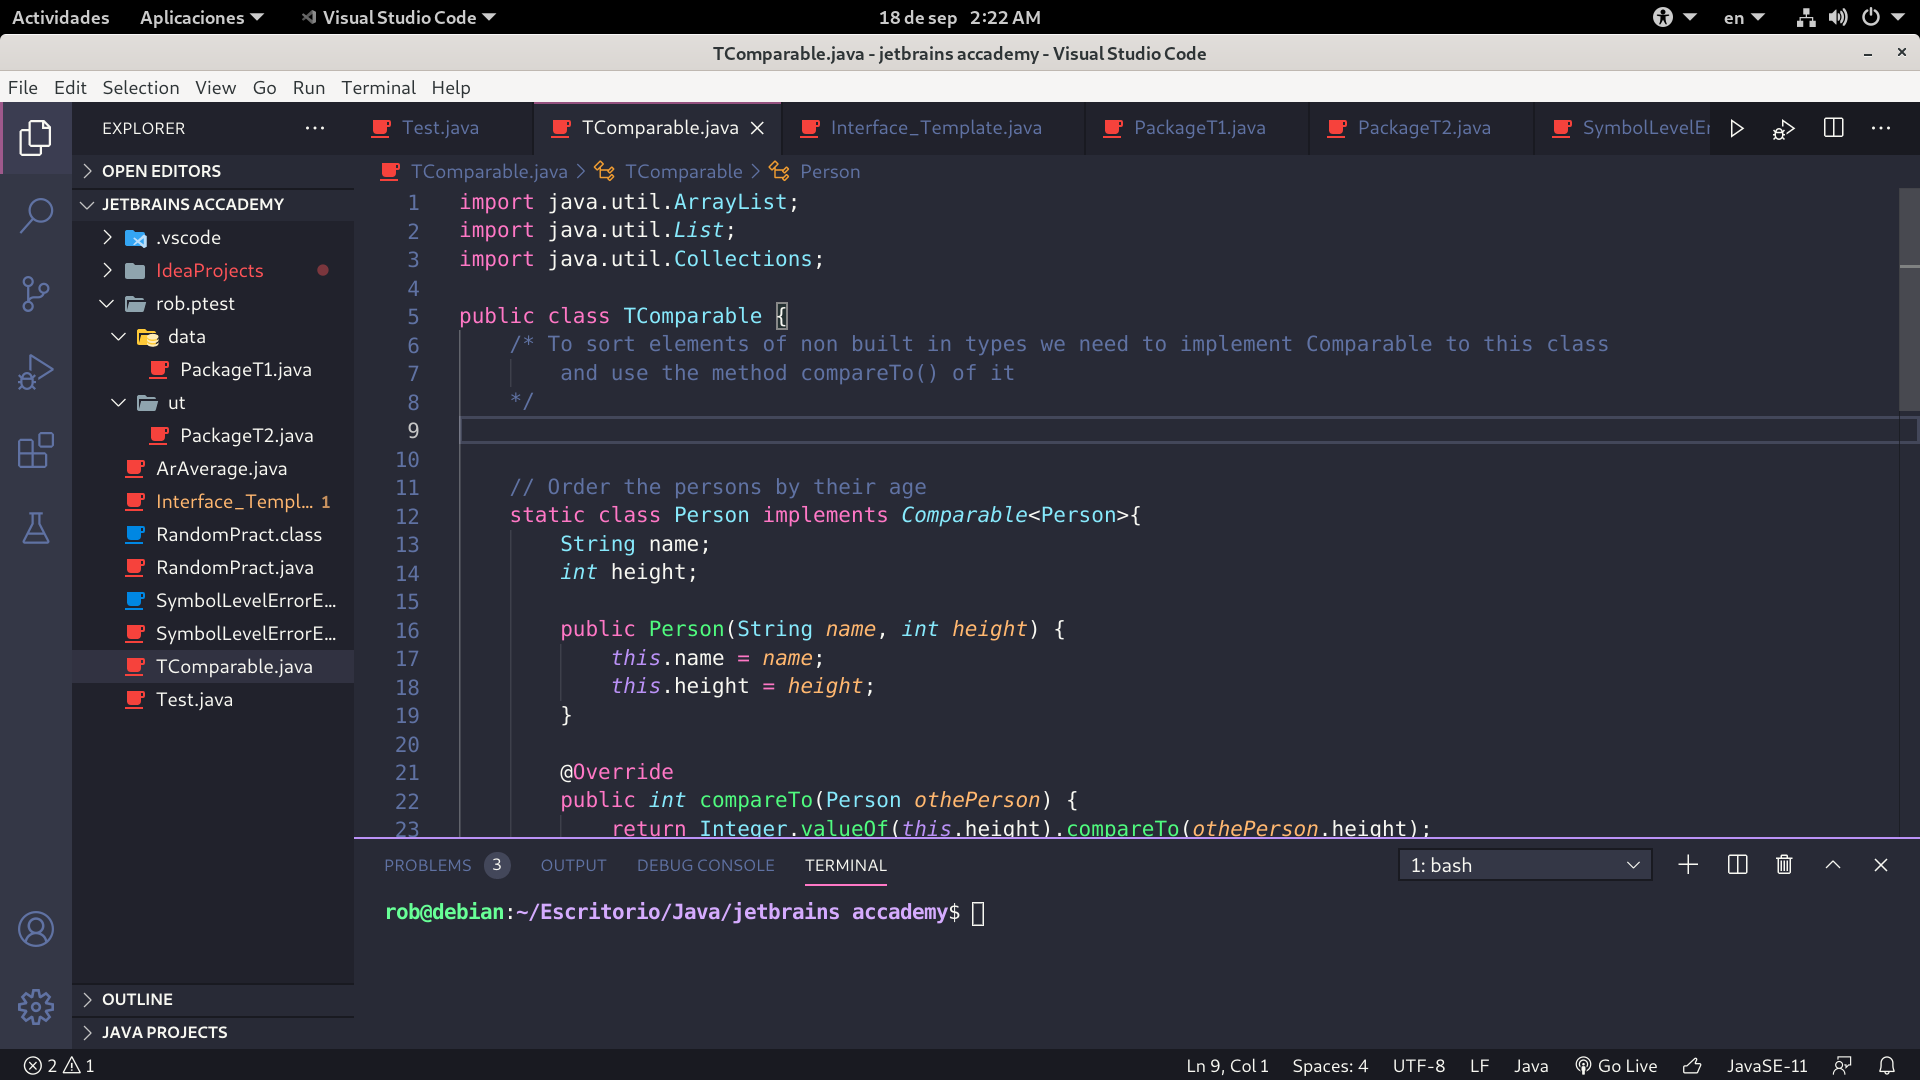 Actividades Aplicaciones Visual Studio Code 18 de sep 2:22 AM en
TComparable.java - jetbrains accademy - Visual Studio Code
File Edit Selection View Go Run Terminal Help
EXPLORER
Test.java TComparable.java Interface_Template.java PackageT1.java PackageT2.java SymbolLevelEr
OPEN EDITORS
JETBRAINS ACCADEMY
.vscode
IdeaProjects
rob.ptest
data
PackageT1.java
ut
PackageT2.java
ArAverage.java
Interface_Templ... 1
RandomPract.class
RandomPract.java
SymbolLevelErrorE...
SymbolLevelErrorE...
TComparable.java
Test.java
OUTLINE
JAVA PROJECTS
TComparable.java > TComparable > Person
1 import java.util.ArrayList;
2 import java.util.List;
3 import java.util.Collections;
4
5 public class TComparable {
6 /* To sort elements of non built in types we need to implement Comparable to this class
7 and use the method compareTo() of it
8 */
9
10
11 // Order the persons by their age
12 static class Person implements Comparable<Person>{
13 String name;
14 int height;
15
16 public Person(String name, int height) {
17 this.name = name;
18 this.height = height;
19 }
20
21 @Override
22 public int compareTo(Person othePerson) {
23 return Integer.valueOf(this.height).compareTo(othePerson.height);
PROBLEMS 3 OUTPUT DEBUG CONSOLE TERMINAL 1: bash
rob@debian:~/Escritorio/Java/jetbrains accademy$
2 1 Ln 9, Col 1 Spaces: 4 UTF-8 LF Java Go Live JavaSE-11